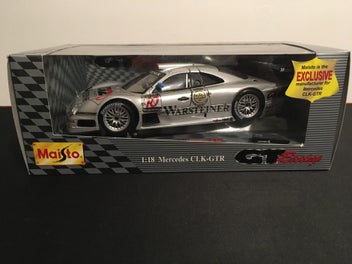 Maisto is the
EXCLUSIVE
manufacturer for
Mercedes
CLK-GTR
WARSTEINER
10
Maisto
1:18 Mercedes CLK-GTR
GT Racing